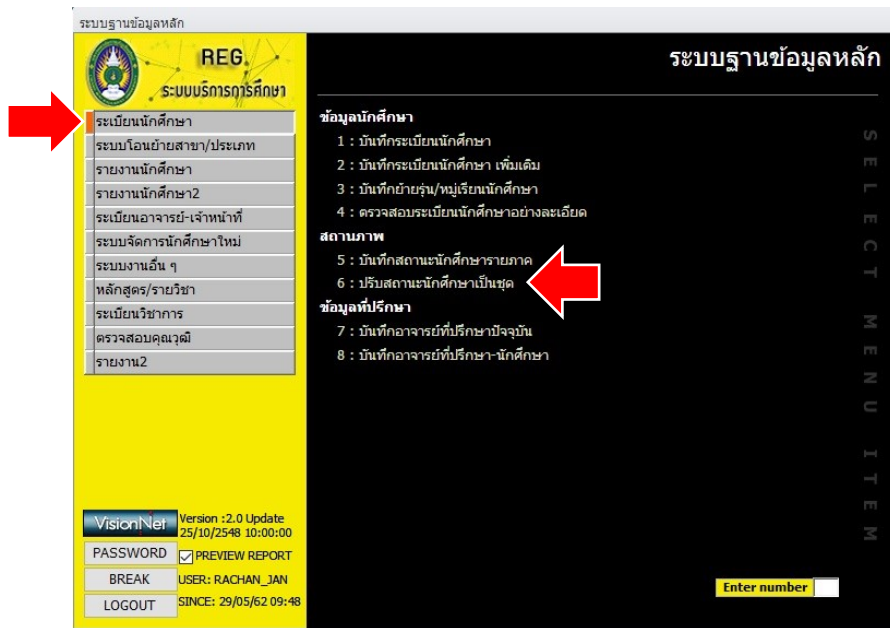 ระบบฐานข้อมูลหลัก
REG.
ระบบบริการการศึกษา
ระบบฐานข้อมูลหลัก
ระเบียนนักศึกษา
ระบบโอนย้ายสาขา/ประเภท
รายงานนักศึกษา
รายงานนักศึกษา2
ระเบียนอาจารย์-เจ้าหน้าที่
ระบบจัดการนักศึกษาใหม่
ระบบงานอื่น ๆ
หลักสูตร/รายวิชา
ระเบียนวิชาการ
ตรวจสอบคุณวุฒิ
รายงาน2
ข้อมูลนักศึกษา
1 : บันทึกระเบียนนักศึกษา
2 : บันทึกระเบียนนักศึกษา เพิ่มเติม
3 : บันทึกย้ายรุ่น/หมู่เรียนนักศึกษา
4 : ตรวจสอบระเบียนนักศึกษาอย่างละเอียด
สถานภาพ
5 : บันทึกสถานะนักศึกษารายภาค
6 : ปรับสถานะนักศึกษาเป็นชุด
ข้อมูลที่ปรึกษา
7 : บันทึกอาจารย์ที่ปรึกษาปัจจุบัน
8 : บันทึกอาจารย์ที่ปรึกษา-นักศึกษา
SELECT MENU ITEM
VisionNet
Version :2.0 Update
25/10/2548 10:00:00
PASSWORD
PREVIEW REPORT
BREAK
USER: RACHAN_JAN
LOGOUT
SINCE: 29/05/62 09:48
Enter number